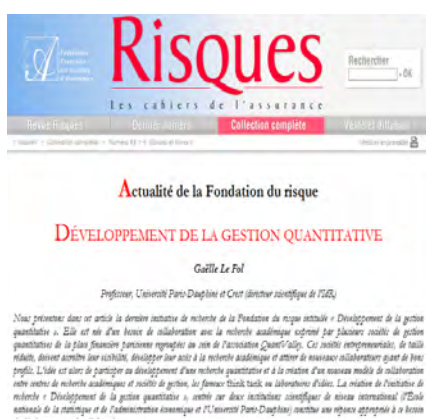 Risques
Rechercher
OK
Les cahiers de l'assurance
Revue Risques
Dernier numéro
Collection complète
Actualité de la Fondation du risque
DÉVELOPPEMENT DE LA GESTION QUANTITATIVE
Gaëlle Le Fol
Professeur, Université Paris-Dauphine et Crest (directeur scientifique de l'IdR)
Nous présentons dans cet article la dernière initiative de recherche de la Fondation du risque intitulée « Développement de la gestion
quantitative ». Elle est née d'un besoin de collaboration avec la recherche académique exprimé par plusieurs sociétés de gestion
quantitatives de la place financière parisienne regroupées au sein de l'association QuantValley. Ces sociétés entrepreneuriales, de taille
réduite, doivent accroître leur visibilité, développer leur accès à la recherche académique et attirer de nouveaux collaborateurs ayant de bons
profils. L'idée est alors de participer au développement d'une recherche quantitative et à la création d'un nouveau modèle de collaboration
entre centres de recherche académiques et sociétés de gestion, les fameux think tank ou laboratoires d'idées. La création de l'initiative de
recherche « Développement de la gestion quantitative », centrée sur deux institutions scientifiques de niveau international (l'École
nationale de la statistique et de l'administration économique et l'Université Paris-Dauphine) constitue une réponse appropriée à ce besoin